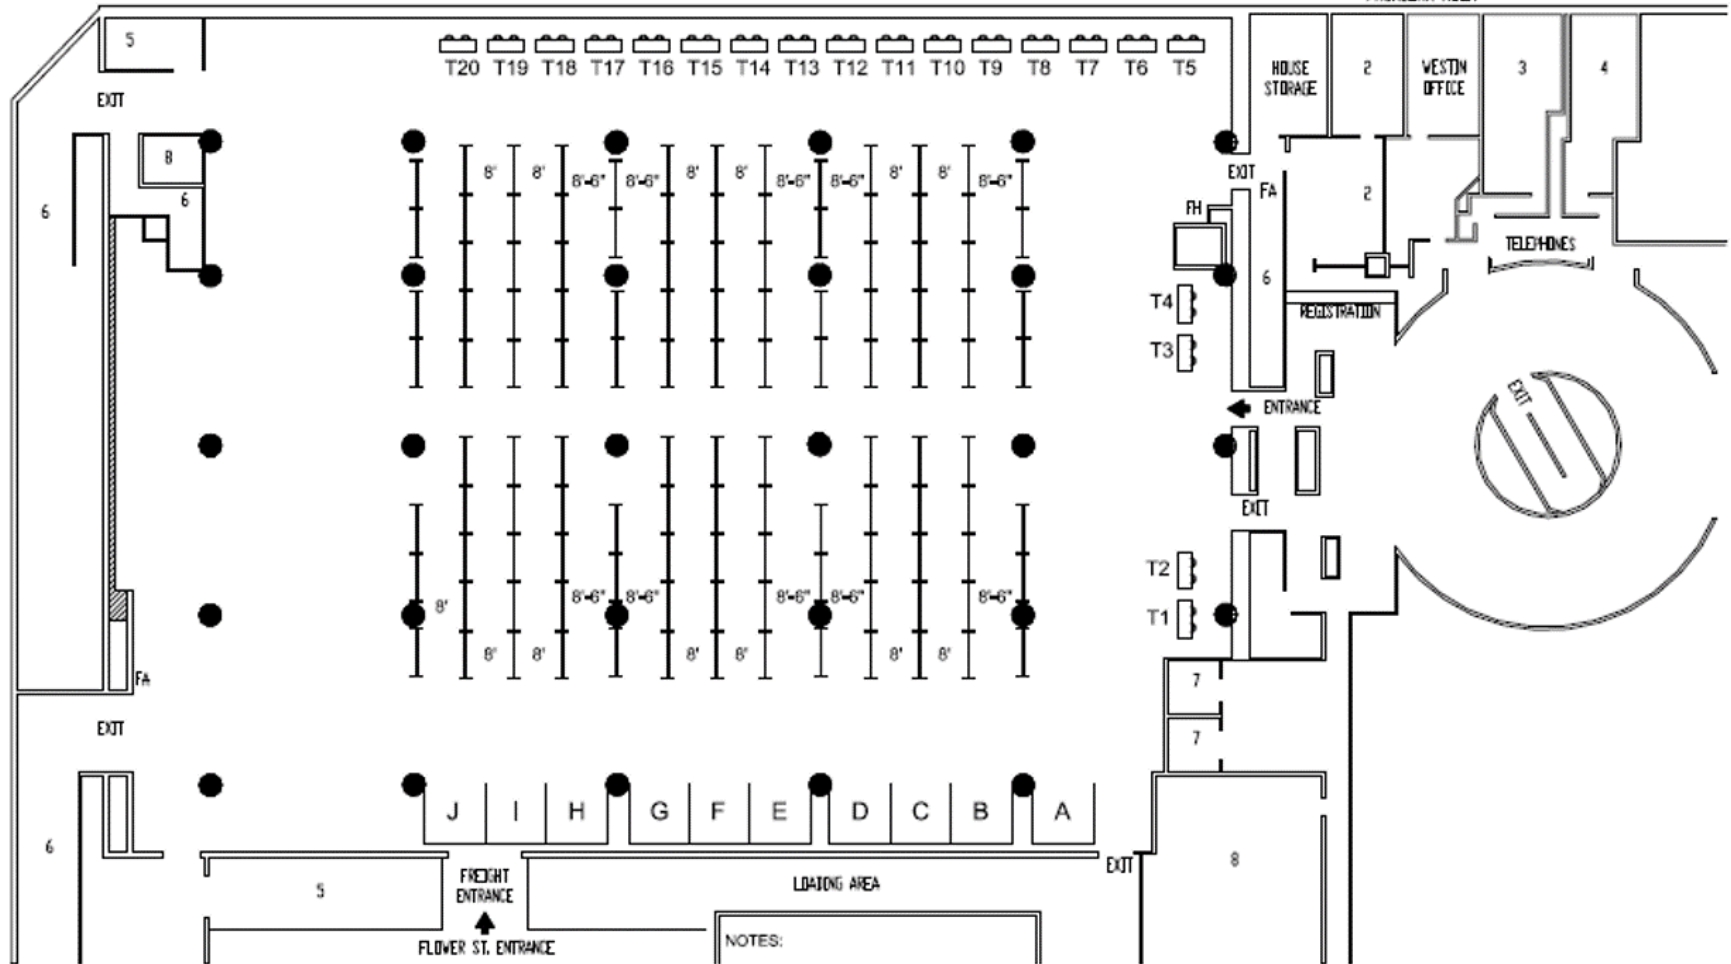 5
EXIT
T20 T19 T18 T17 T16 T15 T14 T13 T12 T11 T10 T9 T8 T7 T6 T5
HOUSE
STORAGE
2
WESTIN
OFFICE
3
4
8
6
6
8' 8' 8'-6" 8'-6" 8' 8' 8'-6" 8'-6" 8' 8' 8'-6"
EXIT
FA
FH
2
6
TELEPHONES
T4
T3
REGISTRATION
ENTRANCE
EXIT
EXIT
T2
T1
8'-6" 8'-6" 8'-6" 8'-6" 8'-6"
8'
8' 8' 8' 8' 8' 8'
FA
EXIT
7
7
J I H G F E D C B A
6
5
FREIGHT
ENTRANCE
LOADING AREA
EXIT
8
FLOWER ST. ENTRANCE
NOTES: